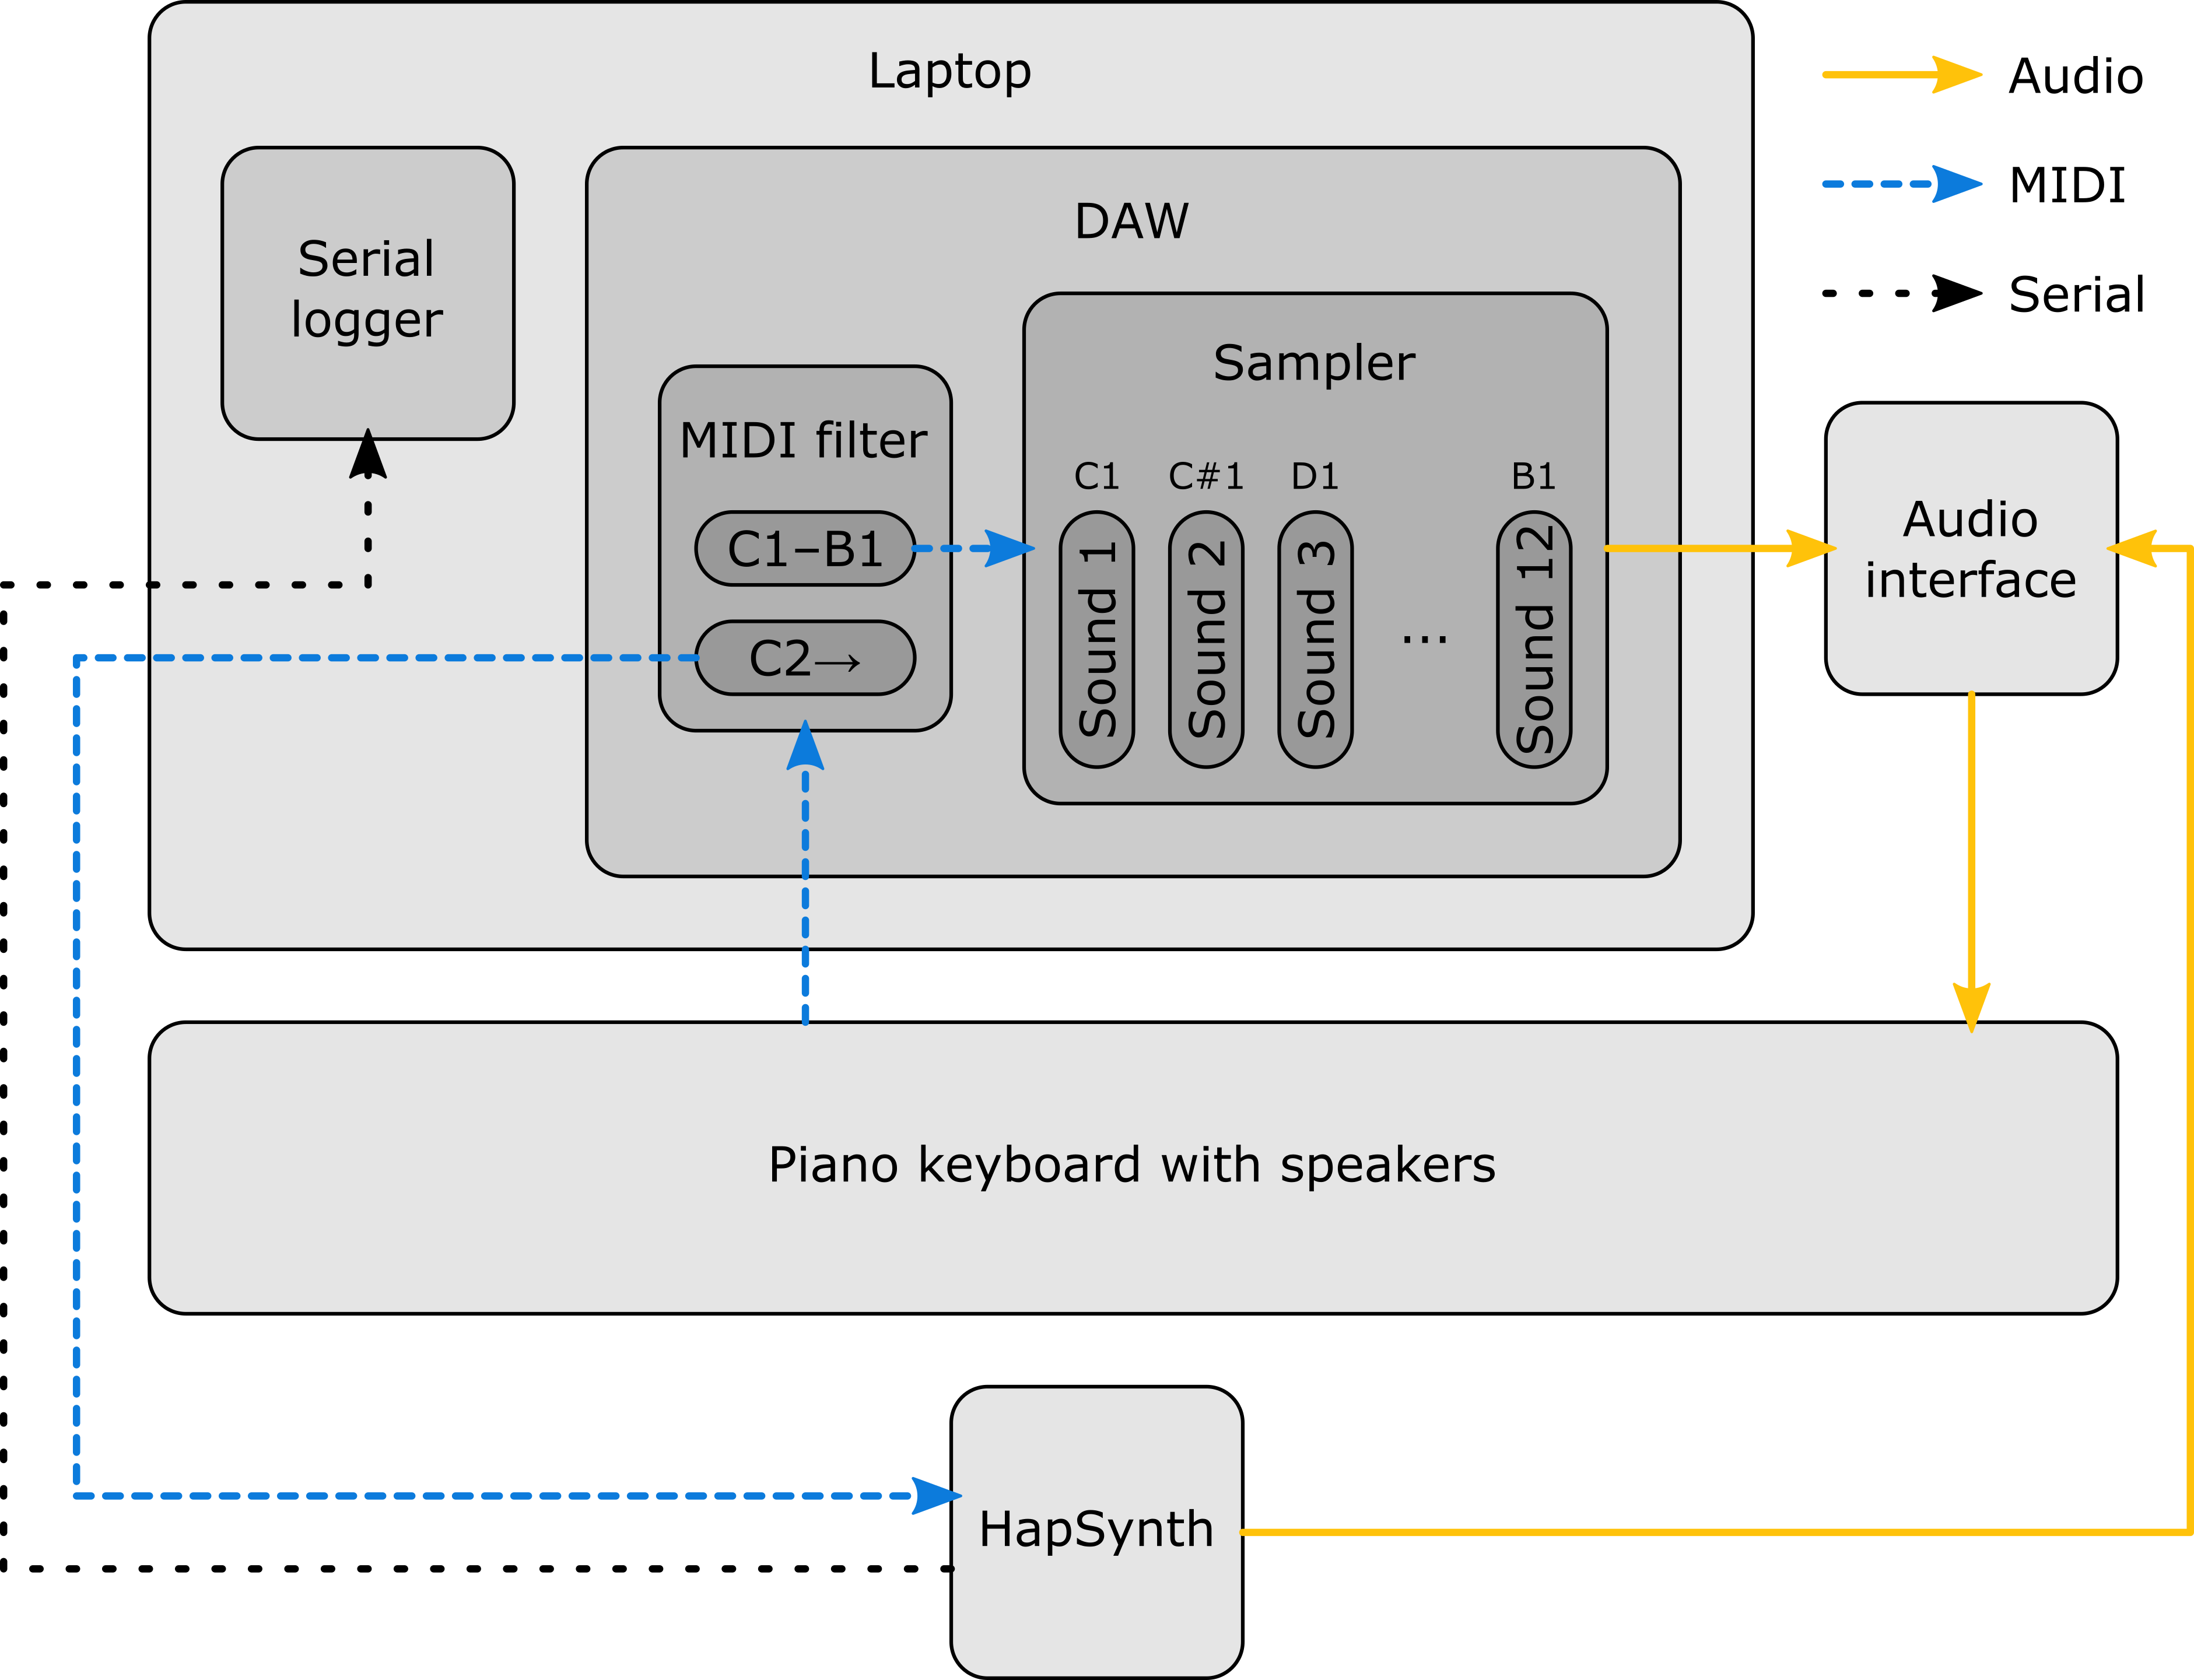 Laptop
Audio
MIDI
Serial
Serial
logger
DAW
MIDI filter
C1–B1
C2→
Sampler
C1
C#1
D1
B1
Sound 1
Sound 2
Sound 3
...
Sound 12
Audio
interface
Piano keyboard with speakers
HapSynth